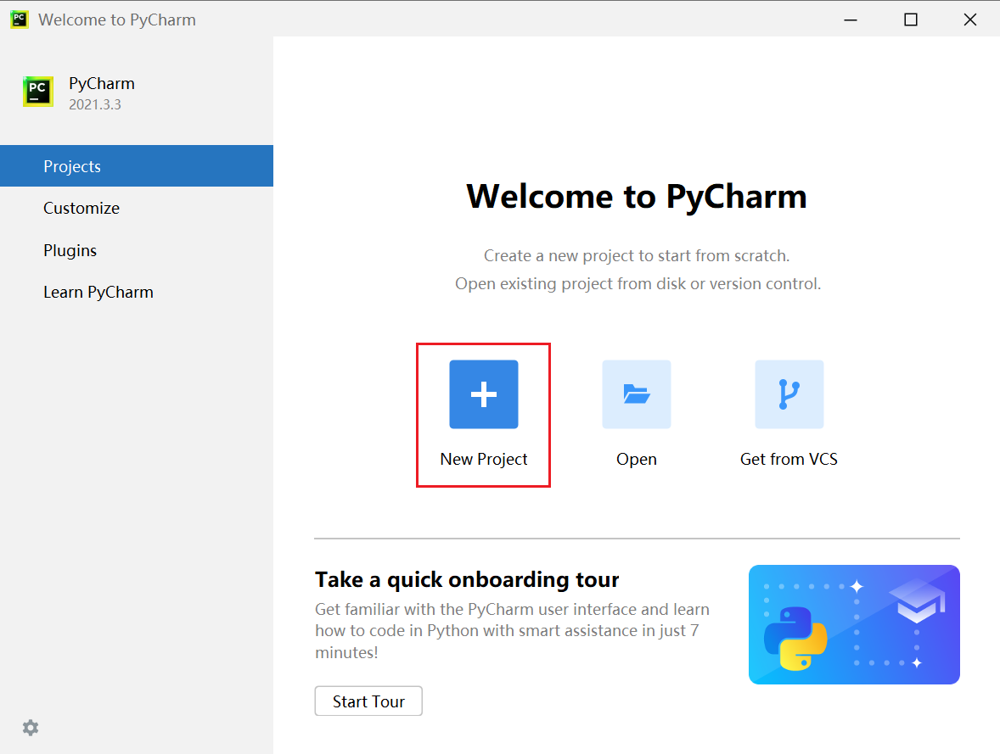 PC
Welcome to PyCharm
PC
PyCharm
2021.3.3
Projects
Customize
Plugins
Learn PyCharm
Welcome to PyCharm
Create a new project to start from scratch.
Open existing project from disk or version control.
New Project
Open
Get from VCS
Take a quick onboarding tour
Get familiar with the PyCharm user interface and learn
how to code in Python with smart assistance in just 7
minutes!
Start Tour